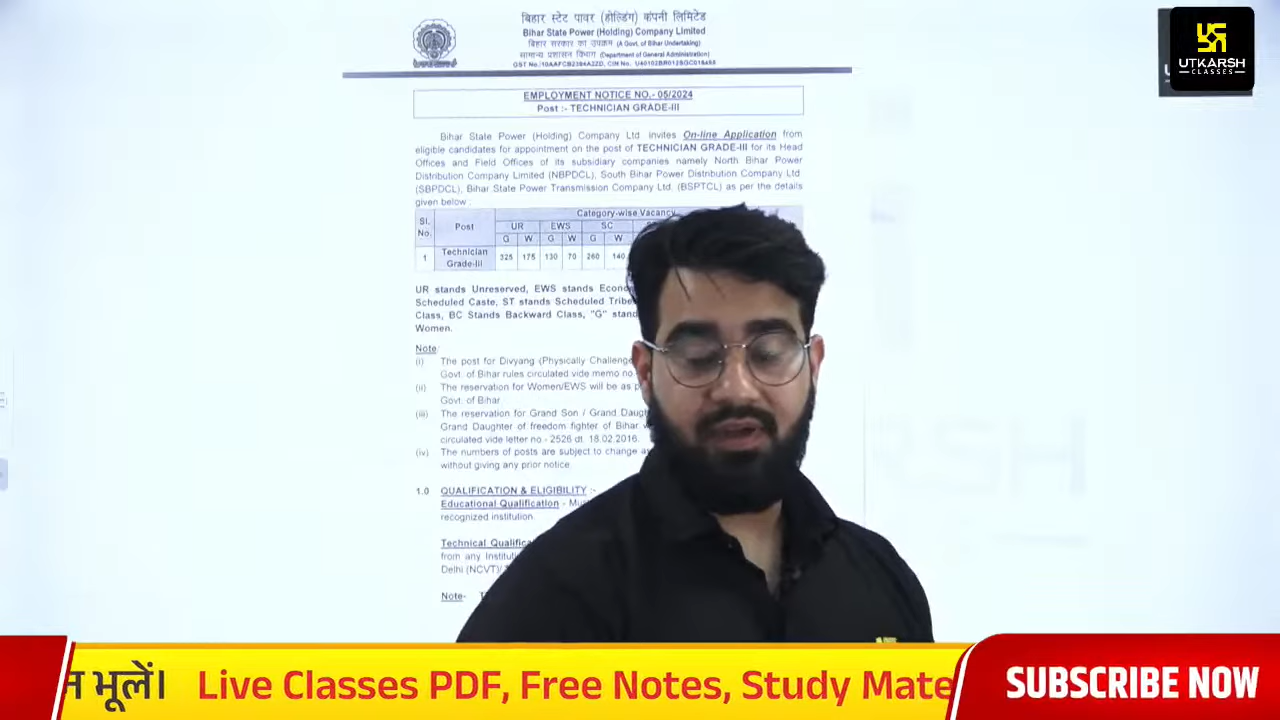 बिहार स्टेट पावर (होल्डिंग) कंपनी लिमिटेड
Bihar State Power (Holding) Company Limited
बिहार सरकार का उपक्रम (A Govt. of Bihar Undertaking)
सामान्य प्रशासन विभाग (Department of General Administration)
GST No.
CIN No.
UTKARSH
CLASSES
EMPLOYMENT NOTICE NO.- 05/2024
Post :- TECHNICIAN GRADE-III
Bihar State Power (Holding) Company Ltd invites On-line Application from
eligible candidates for appointment on the post of TECHNICIAN GRADE-III for its Head
Offices and Field Offices of its subsidiary companies namely North Bihar Power
Distribution Company Limited (NBPDCL), South Bihar Power Distribution Company Ltd
(SBPDCL), Bihar State Power Transmission Company Ltd. (BSPTCL) as per the details
given below :
Category-wise Vacancy
Sl. No. Post UR EWS SC
G W G W G W
1 Technician Grade-III 325 175 130 70 260 140
UR stands Unreserved, EWS stands
Scheduled Caste, ST stands Scheduled Tribe
Class, BC Stands Backward Class, "G"
Women.
Note:
(i) The post for Divyang (Physically
Govt. of Bihar rules circulated vide memo no.
(ii) The reservation for Women/EWS will be as
Govt. of Bihar
(iii) The reservation for Grand Son / Grand
Grand Daughter of freedom fighter of Bihar
circulated vide letter no.- 2526 dt. 18.02.2016.
(iv) The numbers of posts are subject to change
without giving any prior notice
1.0 QUALIFICATION & ELIGIBILITY :-
Educational Qualification -
recognized institution.
Technical
from any
Delhi (NCVT)/
Note-
न भूलें। Live Classes PDF, Free Notes, Study Mate
SUBSCRIBE NOW